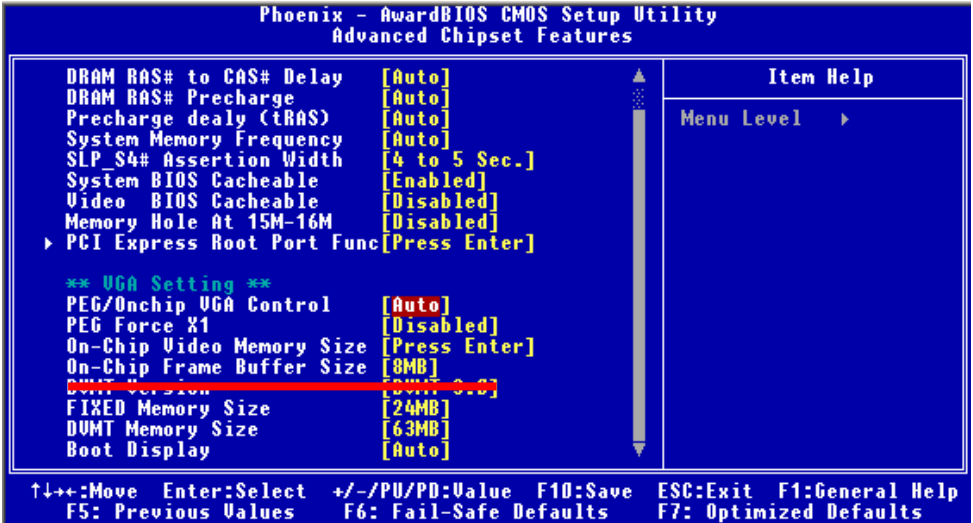 Phoenix - AwardBIOS CMOS Setup Utility
Advanced Chipset Features
DRAM RAS# to CAS# Delay [Auto]
DRAM RAS# Precharge [Auto]
Precharge dealy (tRAS) [Auto]
System Memory Frequency [Auto]
SLP_S4# Assertion Width [4 to 5 Sec.]
System BIOS Cacheable [Enabled]
Video BIOS Cacheable [Disabled]
Memory Hole At 15M-16M [Disabled]
PCI Express Root Port Func[Press Enter]
** VGA Setting **
PEG/Onchip VGA Control [Auto]
PEG Force X1 [Disabled]
On-Chip Video Memory Size [Press Enter]
On-Chip Frame Buffer Size [8MB]
DVMT Version [DVMT 3.0]
FIXED Memory Size [24MB]
DVMT Memory Size [63MB]
Boot Display [Auto]
Item Help
Menu Level
↑↓→←:Move Enter:Select +/-/PU/PD:Value F10:Save ESC:Exit F1:General Help
F5: Previous Values F6: Fail-Safe Defaults F7: Optimized Defaults